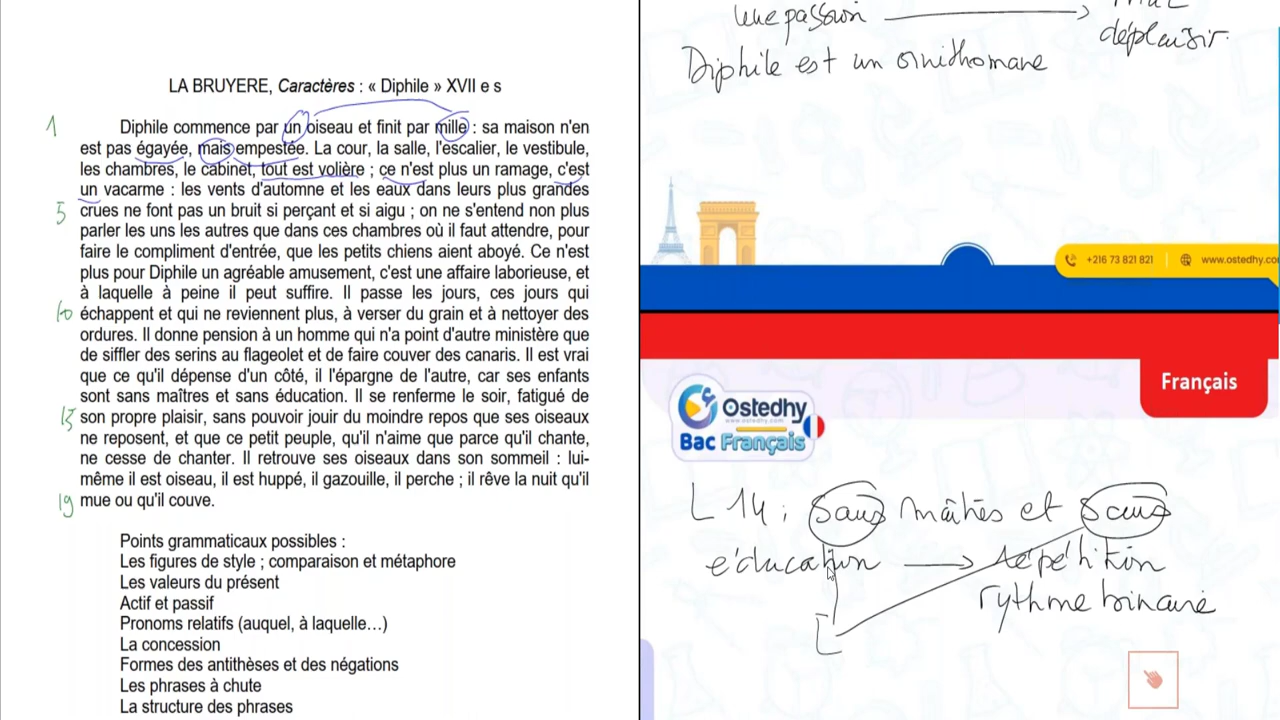 LA BRUYERE, Caractères : « Diphile » XVII e s
1 Diphile commence par un oiseau et finit par mille : sa maison n'en
est pas égayée, mais empestée. La cour, la salle, l'escalier, le vestibule,
les chambres, le cabinet, tout est volière ; ce n'est plus un ramage, c'est
un vacarme : les vents d'automne et les eaux dans leurs plus grandes
5 crues ne font pas un bruit si perçant et si aigu ; on ne s'entend non plus
parler les uns les autres que dans ces chambres où il faut attendre, pour
faire le compliment d'entrée, que les petits chiens aient aboyé. Ce n'est
plus pour Diphile un agréable amusement, c'est une affaire laborieuse, et
à laquelle à peine il peut suffire. Il passe les jours, ces jours qui
10 échappent et qui ne reviennent plus, à verser du grain et à nettoyer des
ordures. Il donne pension à un homme qui n'a point d'autre ministère que
de siffler des serins au flageolet et de faire couver des canaris. Il est vrai
que ce qu'il dépense d'un côté, il l'épargne de l'autre, car ses enfants
sont sans maîtres et sans éducation. Il se renferme le soir, fatigué de
15 son propre plaisir, sans pouvoir jouir du moindre repos que ses oiseaux
ne reposent, et que ce petit peuple, qu'il n'aime que parce qu'il chante,
ne cesse de chanter. Il retrouve ses oiseaux dans son sommeil : lui-
même il est oiseau, il est huppé, il gazouille, il perche ; il rêve la nuit qu'il
19 mue ou qu'il couve.
Points grammaticaux possibles :
Les figures de style ; comparaison et métaphore
Les valeurs du présent
Actif et passif
Pronoms relatifs (auquel, à laquelle…)
La concession
Formes des antithèses et des négations
Les phrases à chute
La structure des phrases
une passion
déplaisir.
Diphile est un ornithomane
+216 73 821 821 | www.ostedhy.co
Français
Ostedhy
www.ostedhy.com
Bac Français
L 14 : sans maîtres et sans
éducation → répétition
rythme binaire